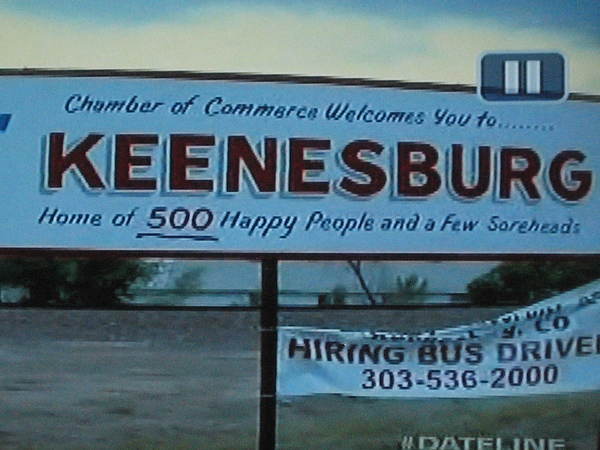 Chamber of Commerce Welcomes You to........
KEENESBURG
Home of 500 Happy People and a Few Soreheads
CO
HIRING BUS DRIVE
303-536-2000
#DATELINE